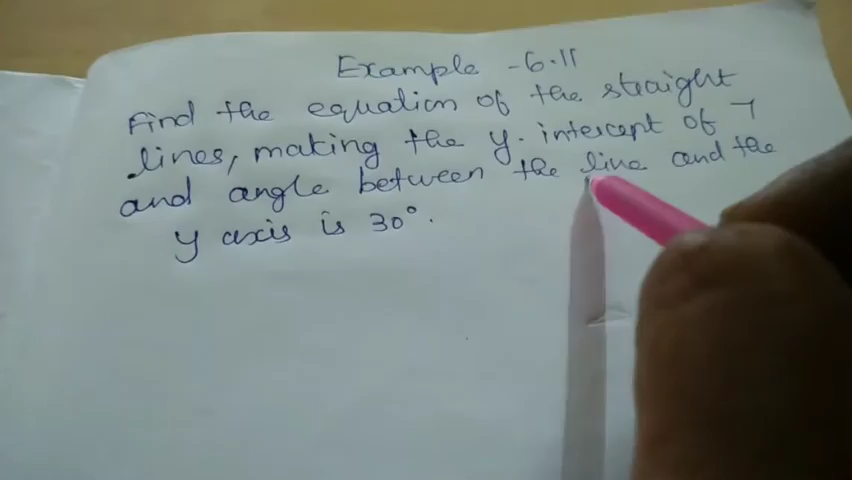 Example - 6.11
Find the equation of the straight
lines, making the y- intercept of 7
and angle between the line and the
y axis is 30°.